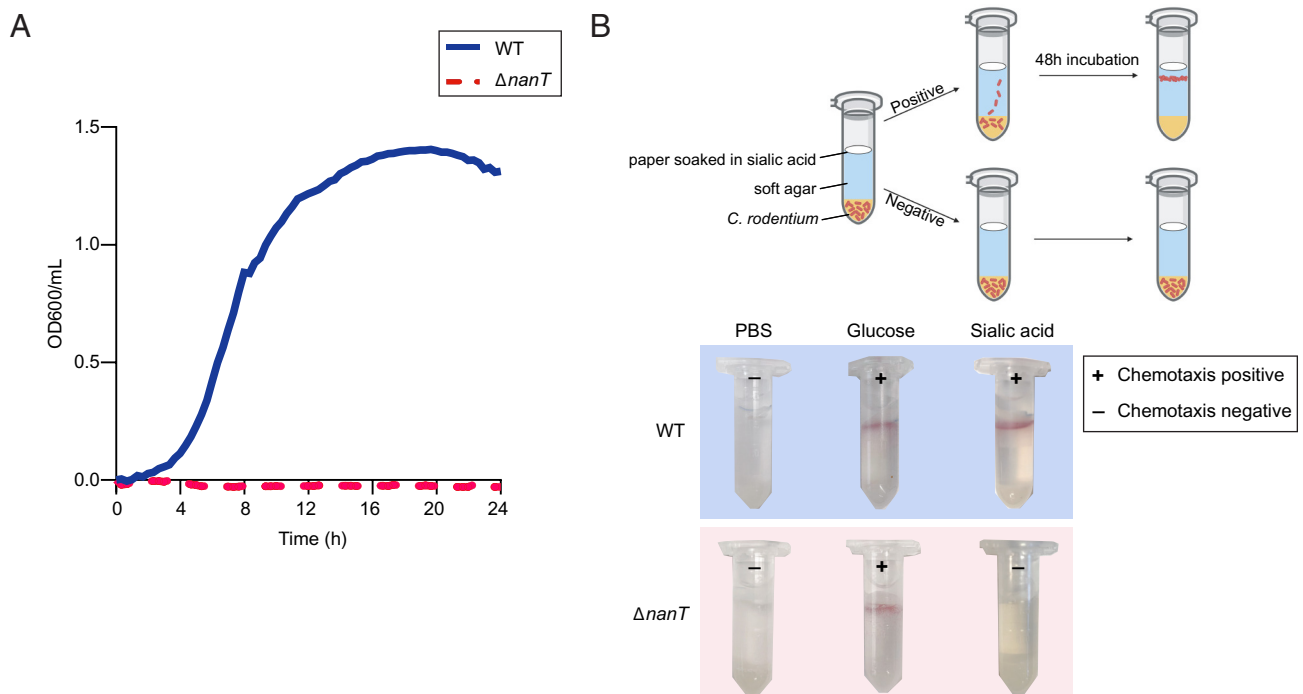 A
WT
ΔnanT
1.5
1.0
0.5
0.0
OD600/mL
0
4
8
12
16
20
24
Time (h)
B
Positive
48h incubation
paper soaked in sialic acid
soft agar
C. rodentium
Negative
PBS
Glucose
Sialic acid
WT
− + +
+ Chemotaxis positive
− Chemotaxis negative
ΔnanT
− + −